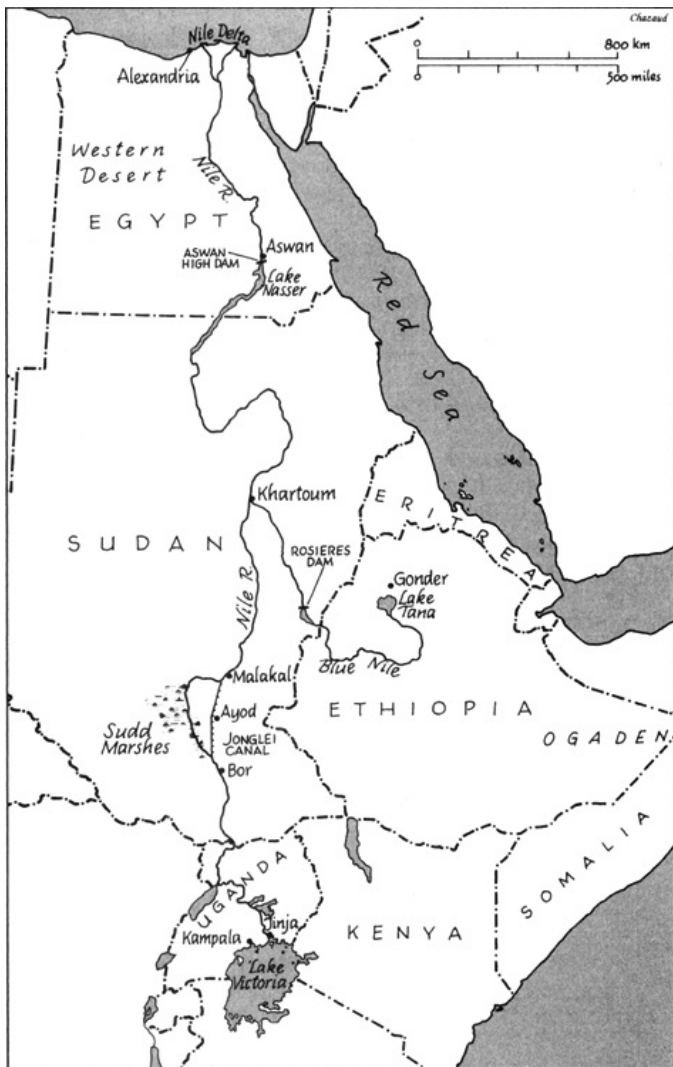 Chazaud
Nile Delta
0 800 km
0 500 miles
Alexandria
Western
Desert
Nile R.
EGYPT
Aswan
ASWAN
HIGH DAM
Lake
Nasser
Red Sea
Khartoum
ERITREA
SUDAN
ROSIERES
DAM
Nile R.
Gonder
Lake
Tana
Blue Nile
Malakal
ETHIOPIA
Ayod
Sudd
Marshes
JONGLEI
CANAL
OGADEN
Bor
SOMALIA
UGANDA
Jinja
KENYA
Kampala
Lake
Victoria